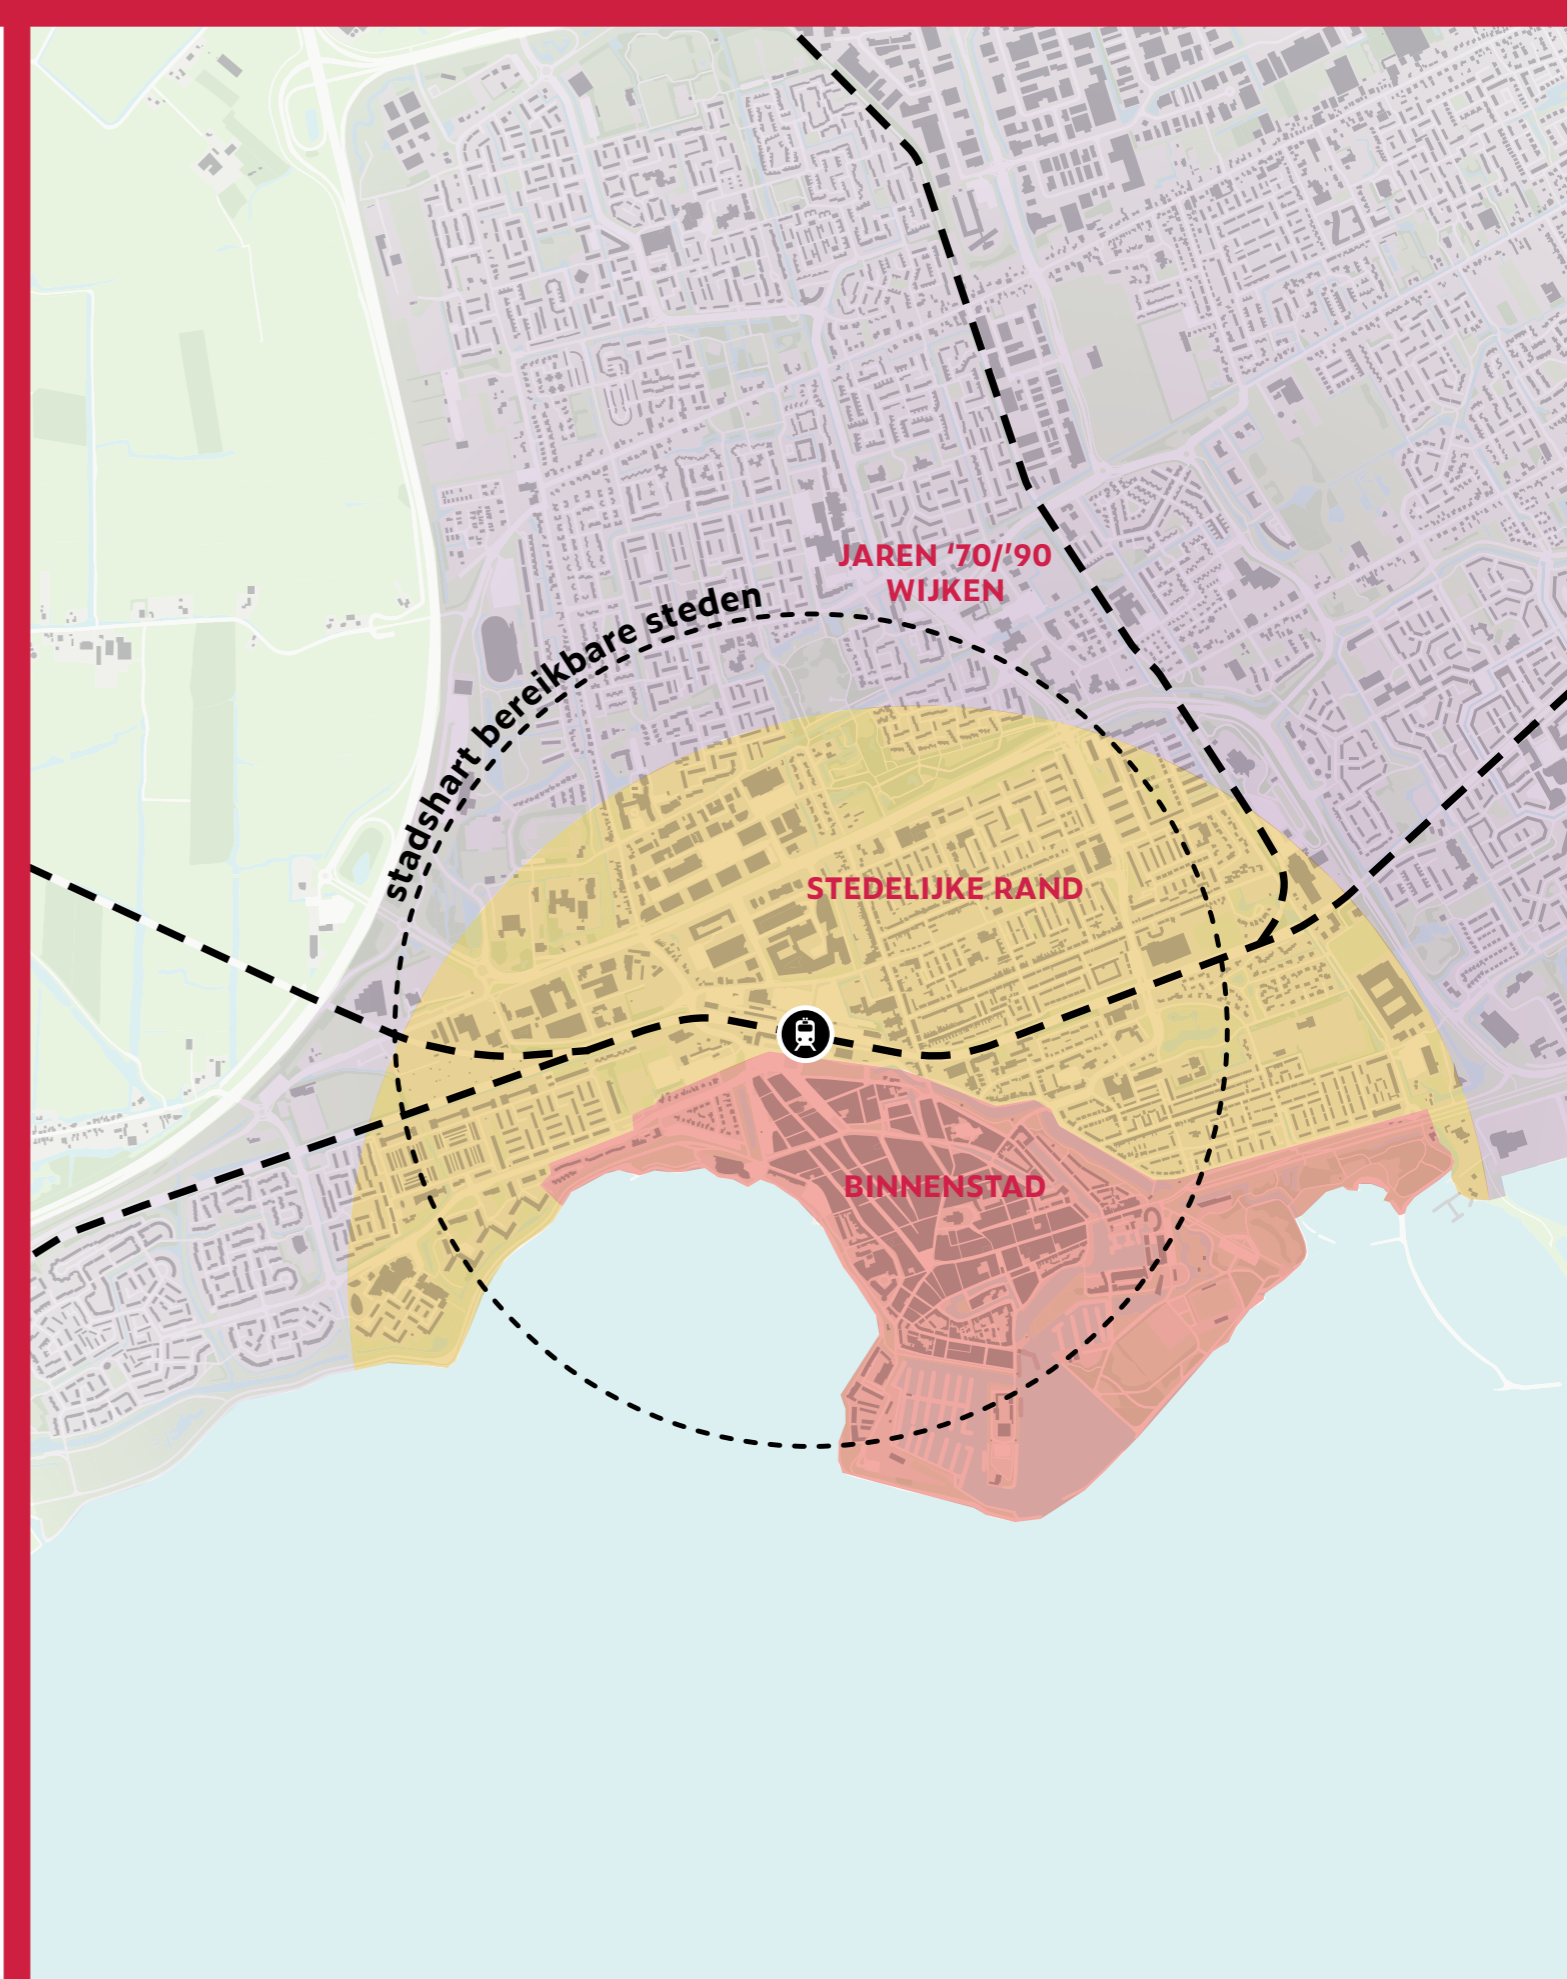 JAREN ‘70/’90
WIJKEN
stadshart bereikbare steden
STEDELIJKE RAND
BINNENSTAD